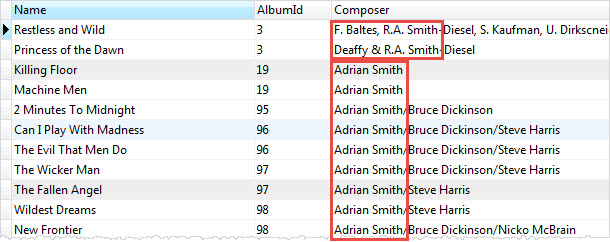 Name AlbumId Composer
Restless and Wild 3 F. Baltes, R.A. Smith-Diesel, S. Kaufman, U. Dirkscnei
Princess of the Dawn 3 Deaffy & R.A. Smith-Diesel
Killing Floor 19 Adrian Smith
Machine Men 19 Adrian Smith
2 Minutes To Midnight 95 Adrian Smith/Bruce Dickinson
Can I Play With Madness 96 Adrian Smith/Bruce Dickinson/Steve Harris
The Evil That Men Do 96 Adrian Smith/Bruce Dickinson/Steve Harris
The Wicker Man 97 Adrian Smith/Bruce Dickinson/Steve Harris
The Fallen Angel 97 Adrian Smith/Steve Harris
Wildest Dreams 98 Adrian Smith/Steve Harris
New Frontier 98 Adrian Smith/Bruce Dickinson/Nicko McBrain